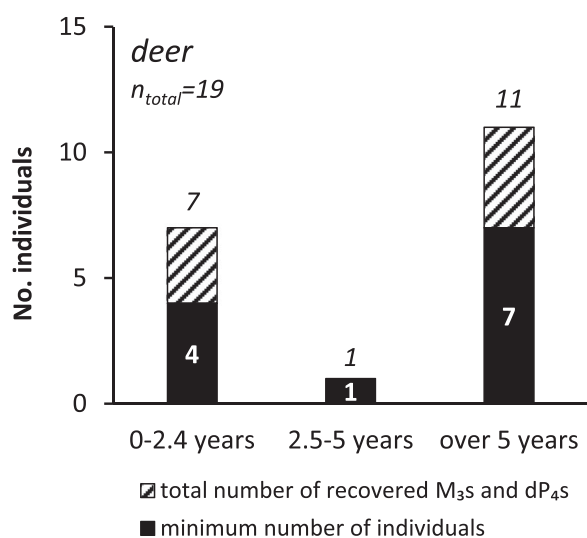 15
deer
n_total=19
11
10
7
No. individuals
5
7
4
1
1
0
0-2.4 years 2.5-5 years over 5 years
total number of recovered M₃s and dP₄s
minimum number of individuals